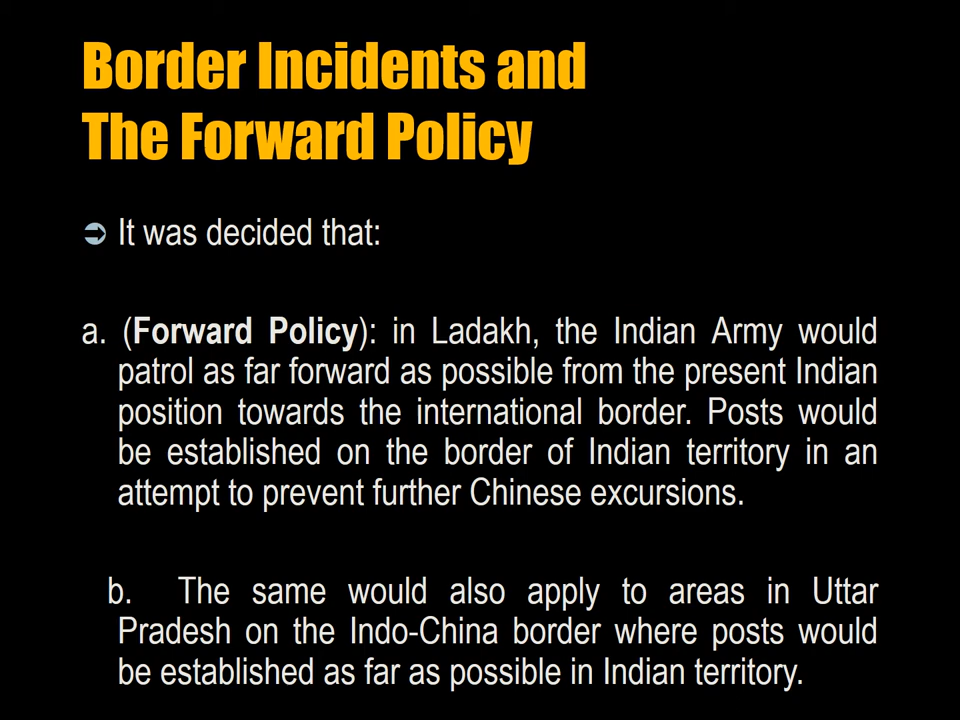 Border Incidents and
The Forward Policy
➲ It was decided that:
a. (Forward Policy): in Ladakh, the Indian Army would
patrol as far forward as possible from the present Indian
position towards the international border. Posts would
be established on the border of Indian territory in an
attempt to prevent further Chinese excursions.
b. The same would also apply to areas in Uttar
Pradesh on the Indo-China border where posts would
be established as far as possible in Indian territory.